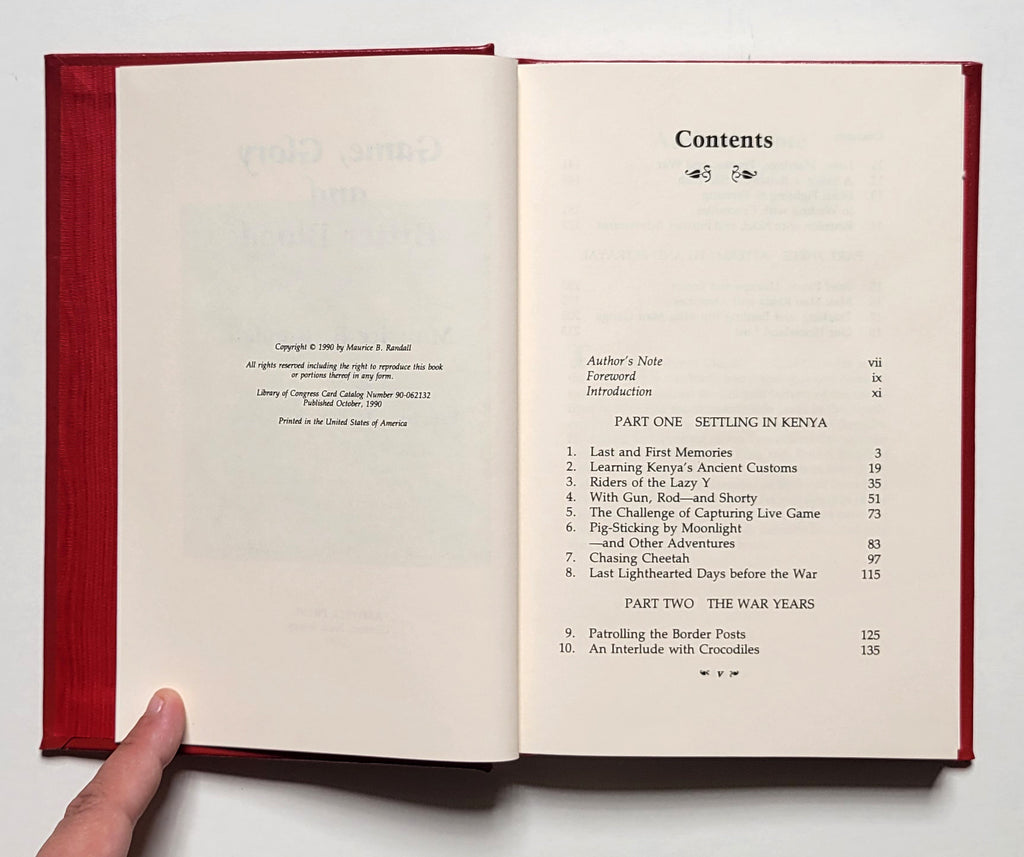 Copyright © 1990 by Maurice B. Randall
All rights reserved including the right to reproduce this book
or portions thereof in any form.
Library of Congress Card Catalog Number 90-062132
Published October, 1990
Printed in the United States of America
Contents
Author's Note vii
Foreword ix
Introduction xi
PART ONE SETTLING IN KENYA
1. Last and First Memories 3
2. Learning Kenya's Ancient Customs 19
3. Riders of the Lazy Y 35
4. With Gun, Rod—and Shorty 51
5. The Challenge of Capturing Live Game 73
6. Pig-Sticking by Moonlight
—and Other Adventures 83
7. Chasing Cheetah 97
8. Last Lighthearted Days before the War 115
PART TWO THE WAR YEARS
9. Patrolling the Border Posts 125
10. An Interlude with Crocodiles 135
v